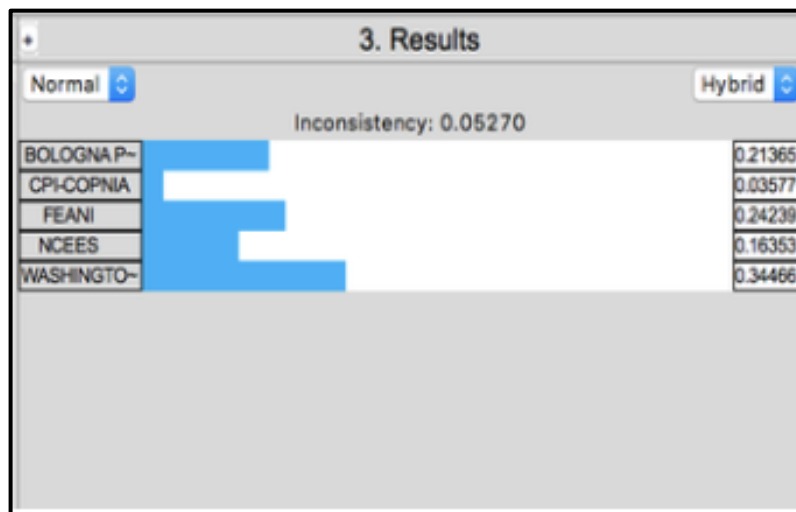 + 3. Results
Normal Hybrid
Inconsistency: 0.05270
BOLOGNA P~ 0.21365
CPI-COPNIA 0.03577
FEANI 0.24239
NCEES 0.16353
WASHINGTO~ 0.34466